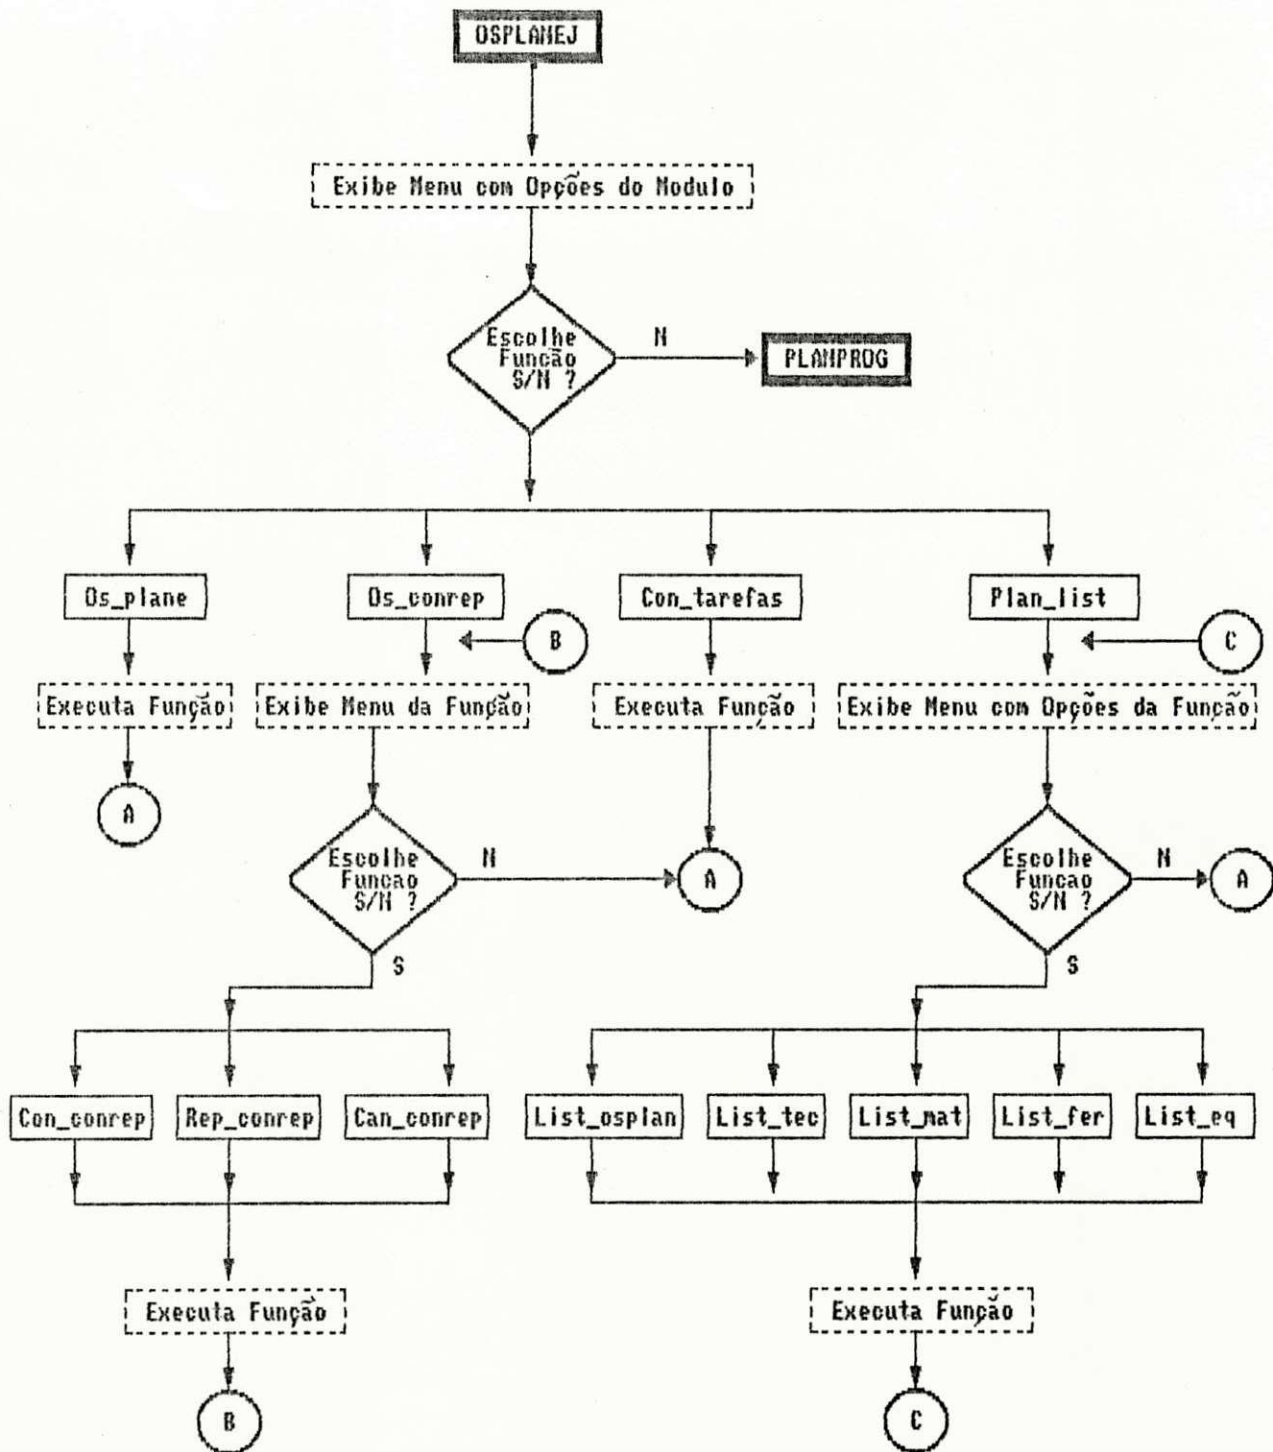 OSPLANEJ
Exibe Menu com Opções do Modulo
Escolhe
Funcão
S/N ?
N
PLANPROG
Os_plane
Os_conrep
Con_tarefas
Plan_list
B
C
Executa Função
Exibe Menu da Função
Executa Função
Exibe Menu com Opções da Função
A
Escolhe
Funcao
S/N ?
N
A
Escolhe
Funcao
S/N ?
N
A
S
S
Con_conrep
Rep_conrep
Can_conrep
List_osplan
List_tec
List_mat
List_fer
List_eq
Executa Função
Executa Função
B
C